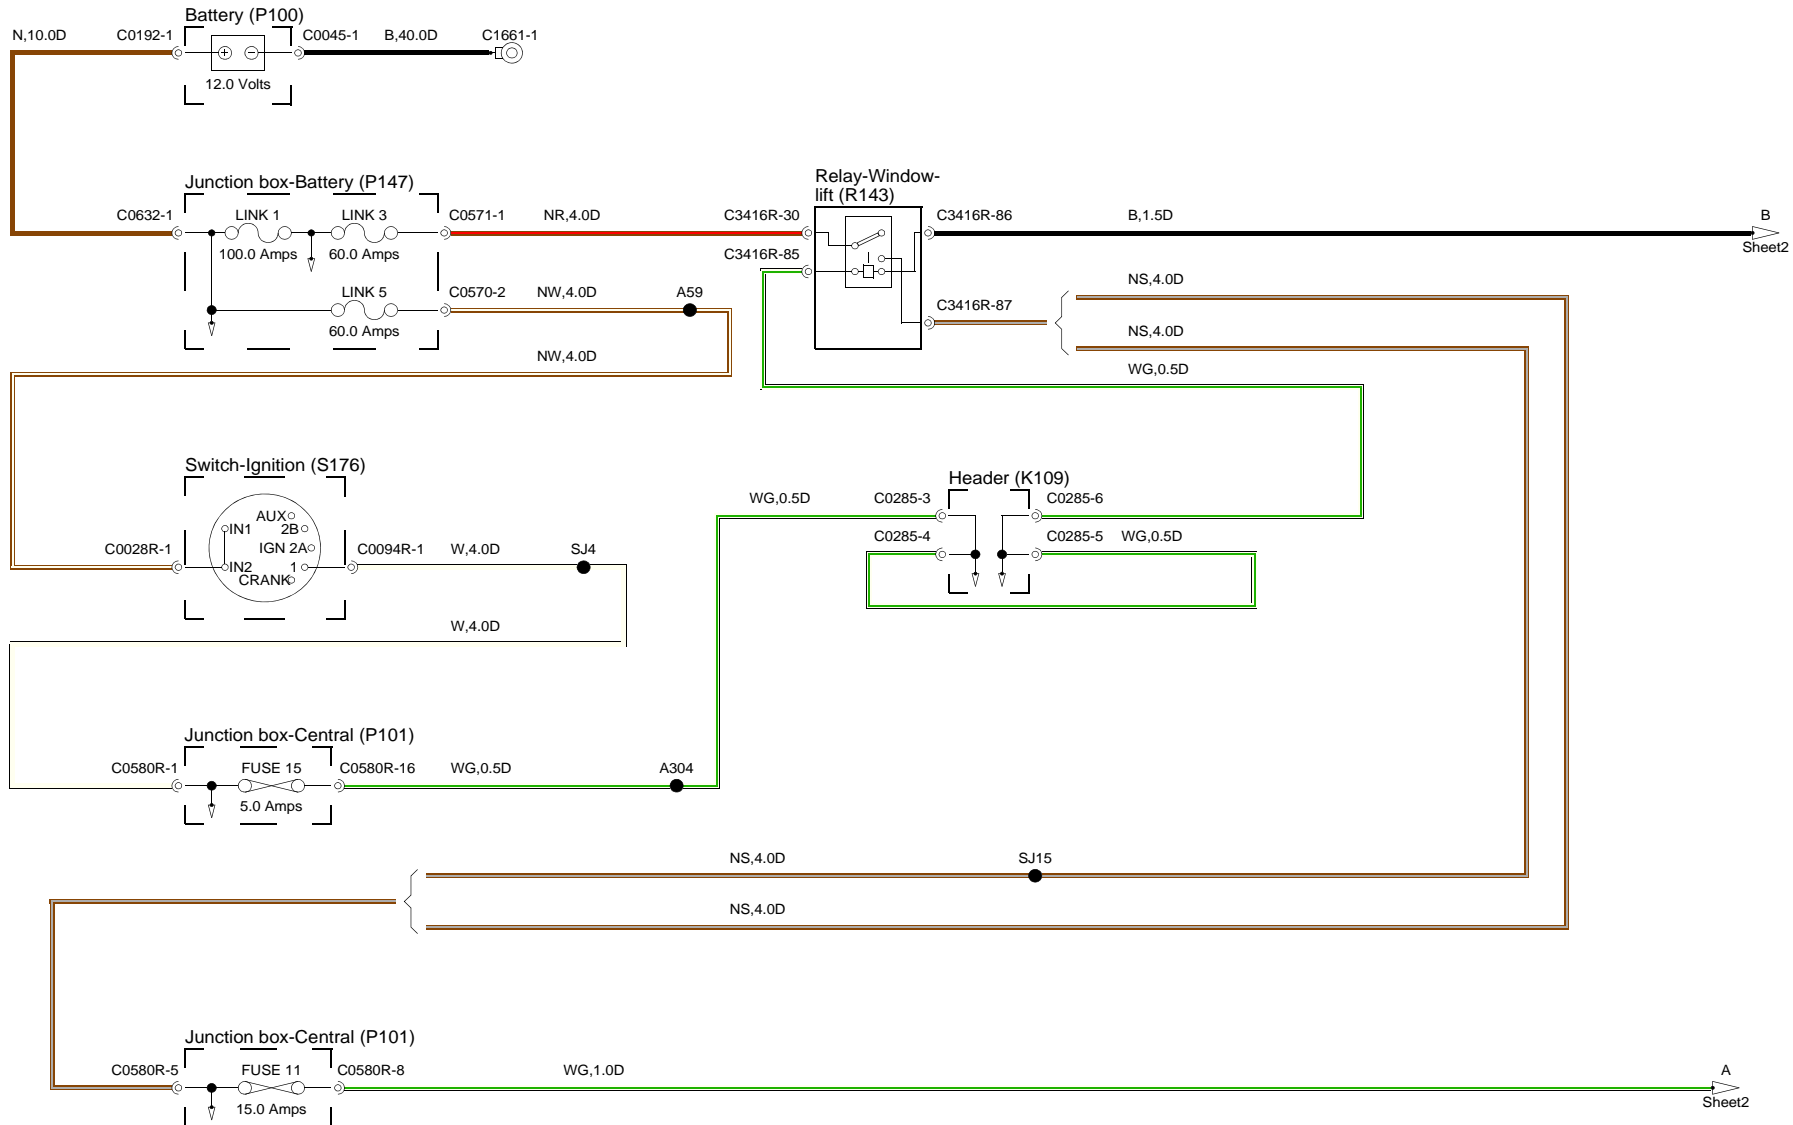 Battery (P100)
N,10.0D
C0192-1
C0045-1
B,40.0D
C1661-1
12.0 Volts
Junction box-Battery (P147)
C0632-1
LINK 1
100.0 Amps
LINK 3
60.0 Amps
C0571-1
NR,4.0D
LINK 5
60.0 Amps
C0570-2
NW,4.0D
A59
NW,4.0D
Relay-Window-
lift (R143)
C3416R-30
C3416R-85
C3416R-86
C3416R-87
B,1.5D
B
Sheet2
NS,4.0D
NS,4.0D
WG,0.5D
Switch-Ignition (S176)
C0028R-1
AUX
IN1
2B
IGN 2A
IN2
1
CRANK
C0094R-1
W,4.0D
SJ4
W,4.0D
Header (K109)
WG,0.5D
C0285-3
C0285-6
C0285-4
C0285-5
WG,0.5D
Junction box-Central (P101)
C0580R-1
FUSE 15
5.0 Amps
C0580R-16
WG,0.5D
A304
NS,4.0D
SJ15
NS,4.0D
Junction box-Central (P101)
C0580R-5
FUSE 11
15.0 Amps
C0580R-8
WG,1.0D
A
Sheet2